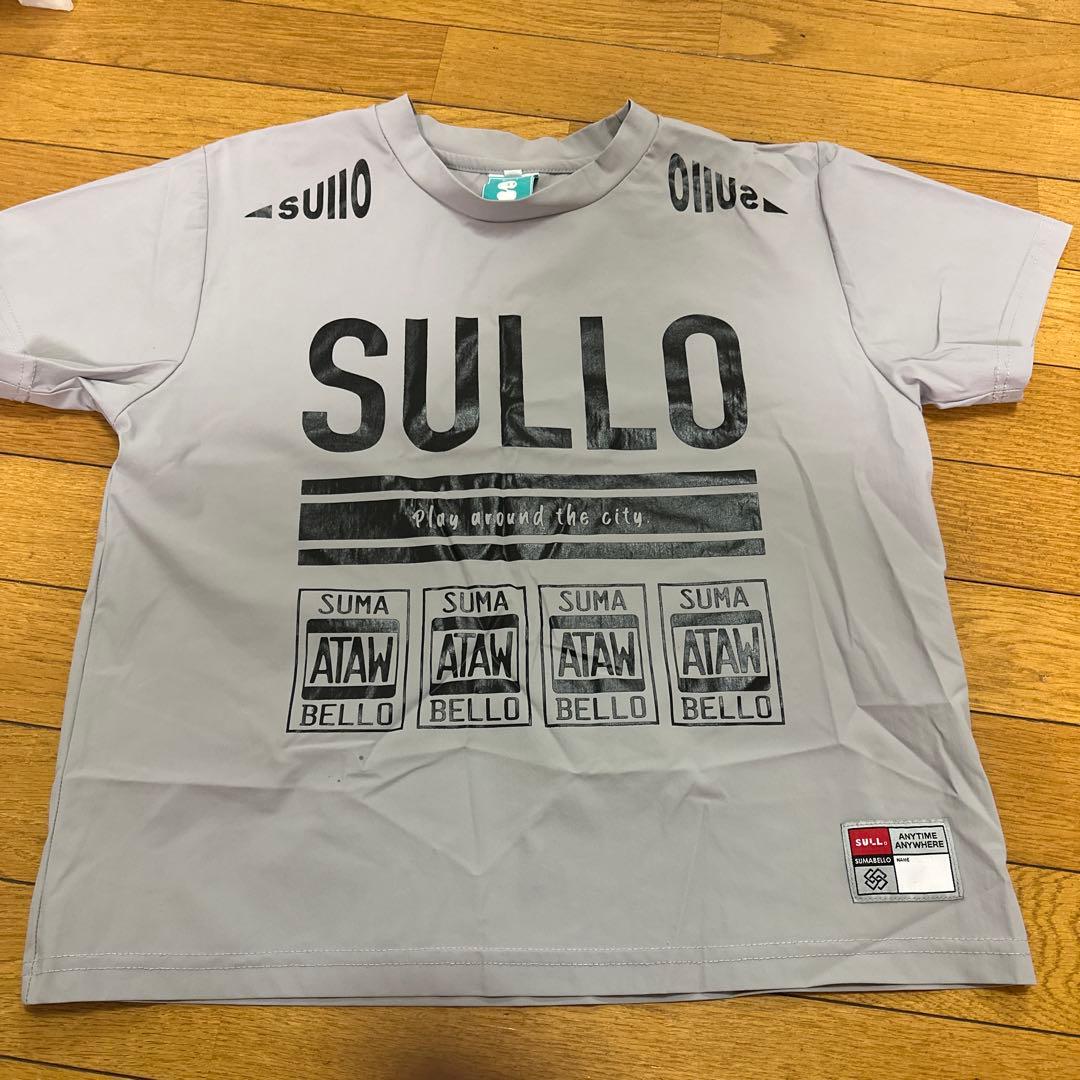 sullo
sullo
SULLO
Play around the city.
SUMA
ATAW
BELLO
SUMA
ATAW
BELLO
SUMA
ATAW
BELLO
SUMA
ATAW
BELLO
SULL.
ANYTIME
ANYWHERE
SUMABELLO
NAME